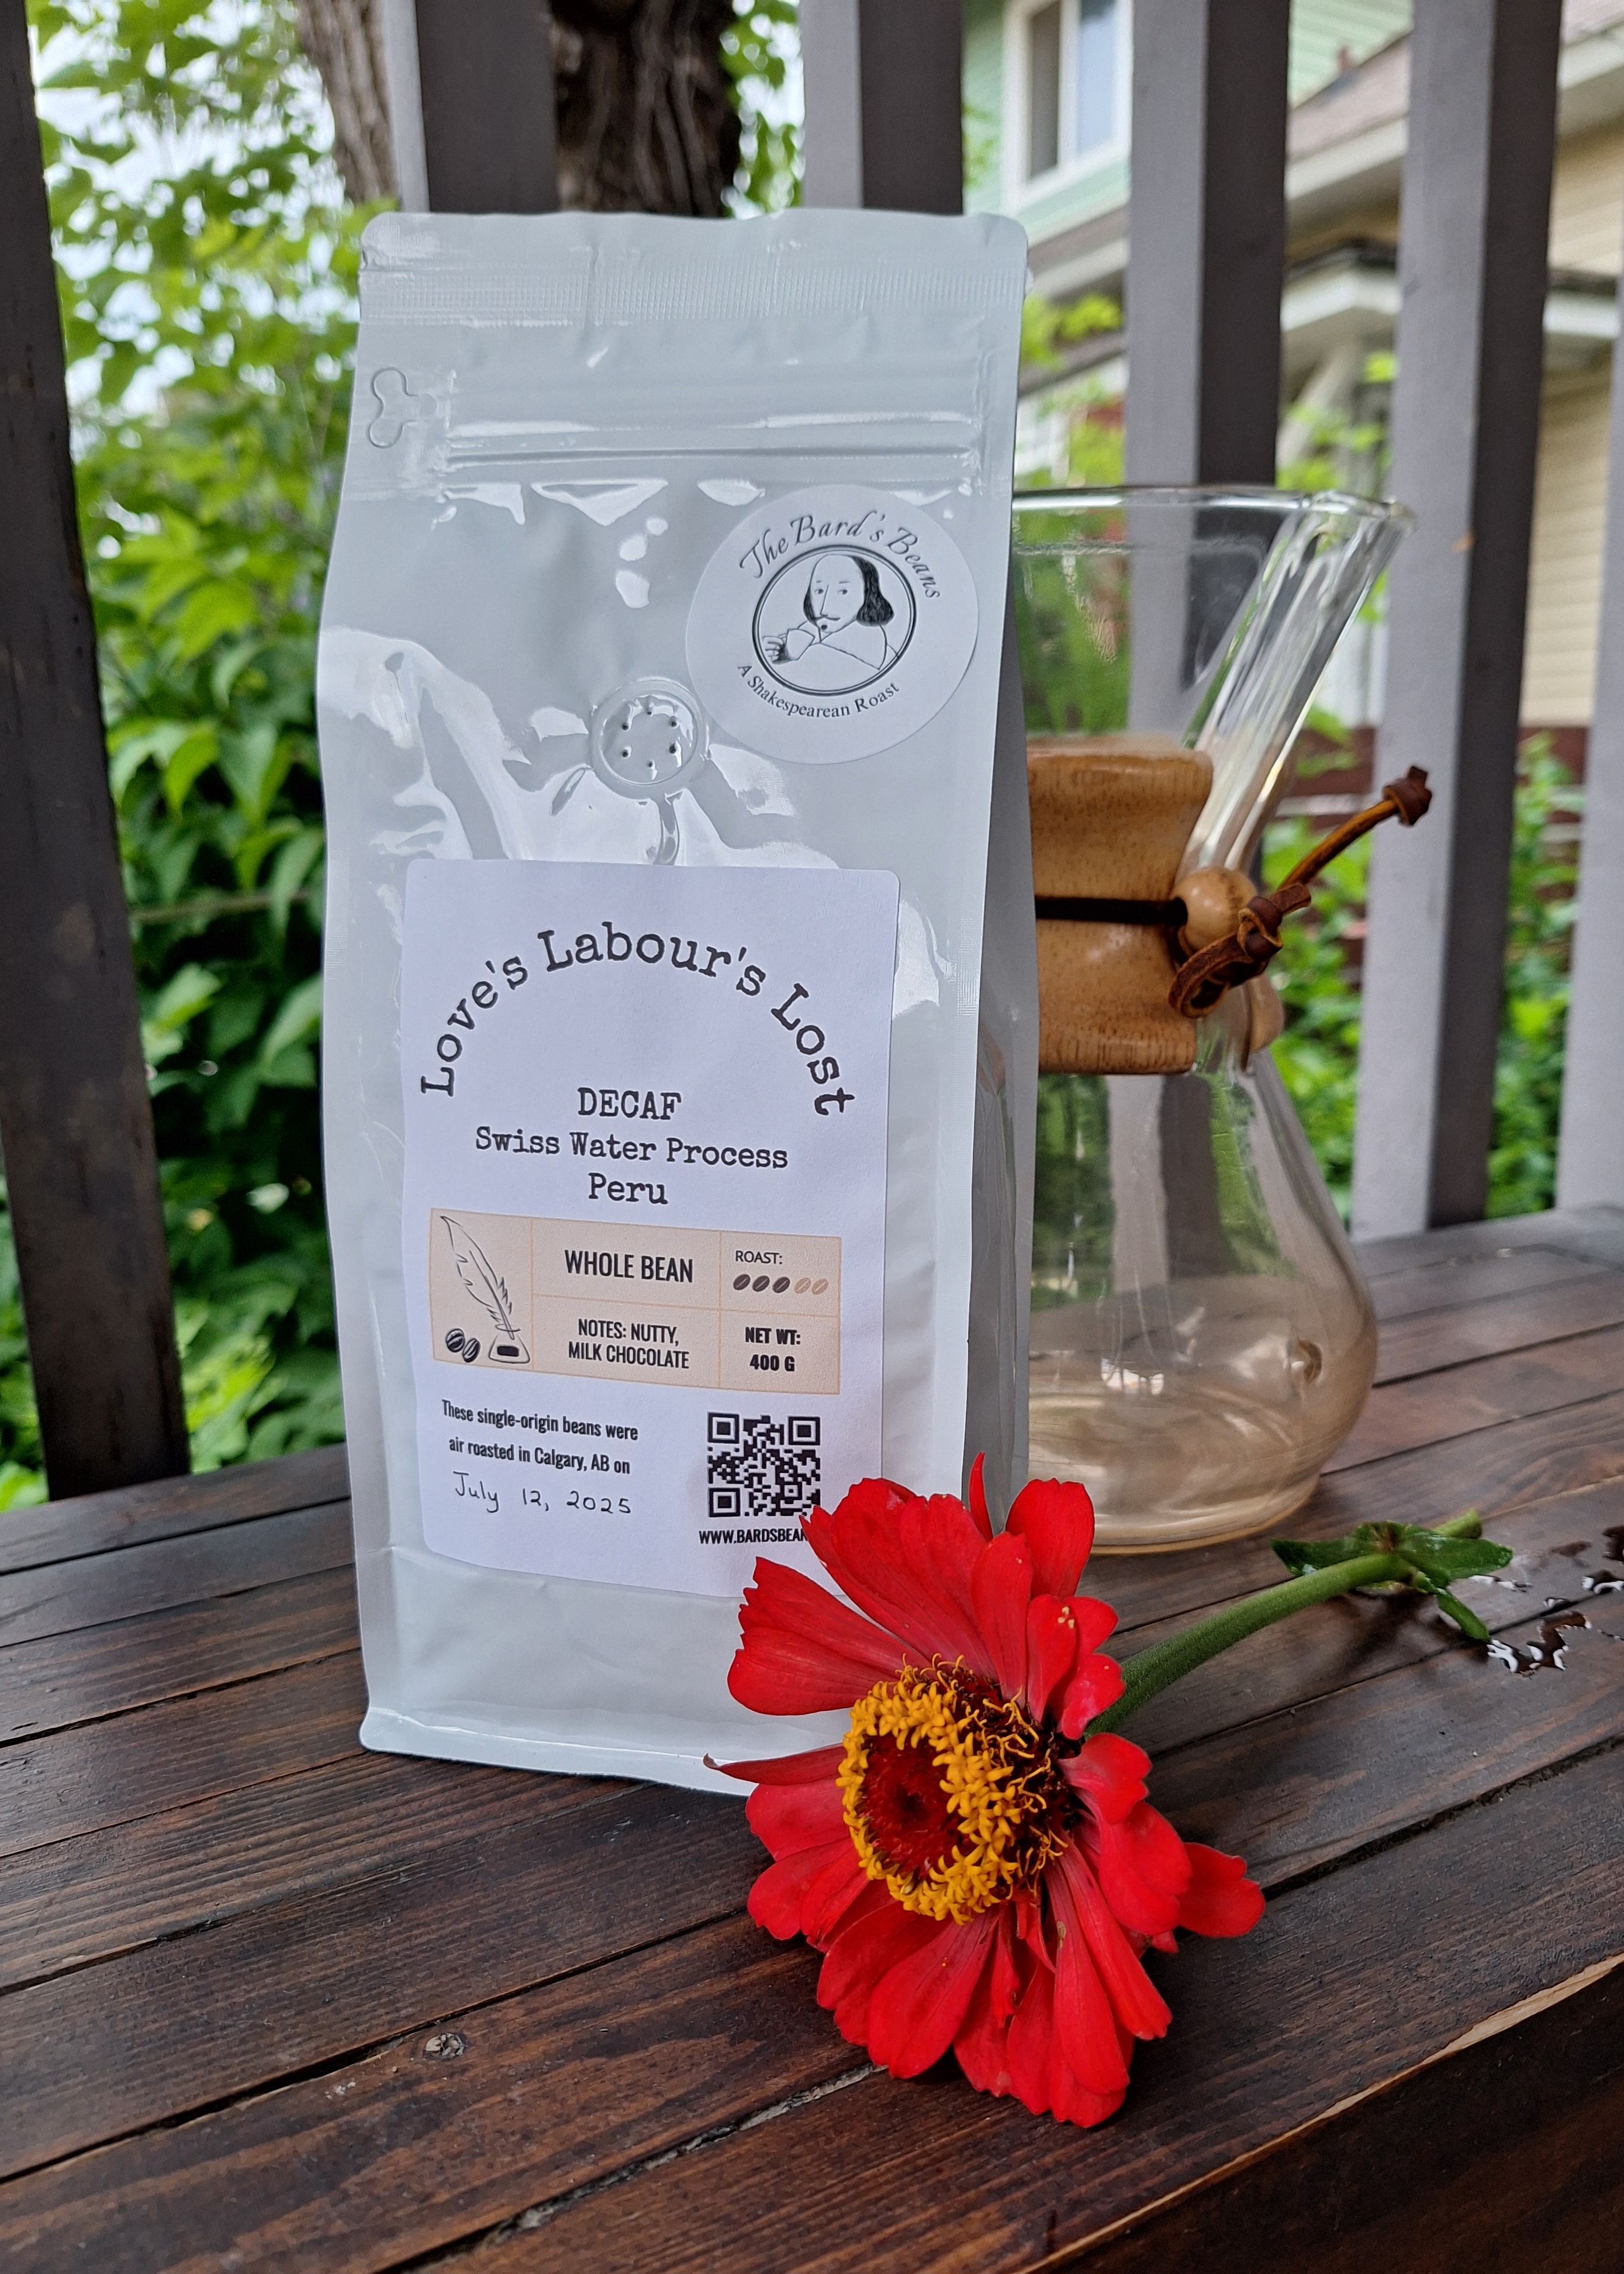 The Bard's Beans
A Shakespearean Roast
Love's Labour's Lost
DECAF
Swiss Water Process
Peru
WHOLE BEAN
ROAST:
NOTES: NUTTY,
MILK CHOCOLATE
NET WT:
400 G
These single-origin beans were
air roasted in Calgary, AB on
July 12, 2025